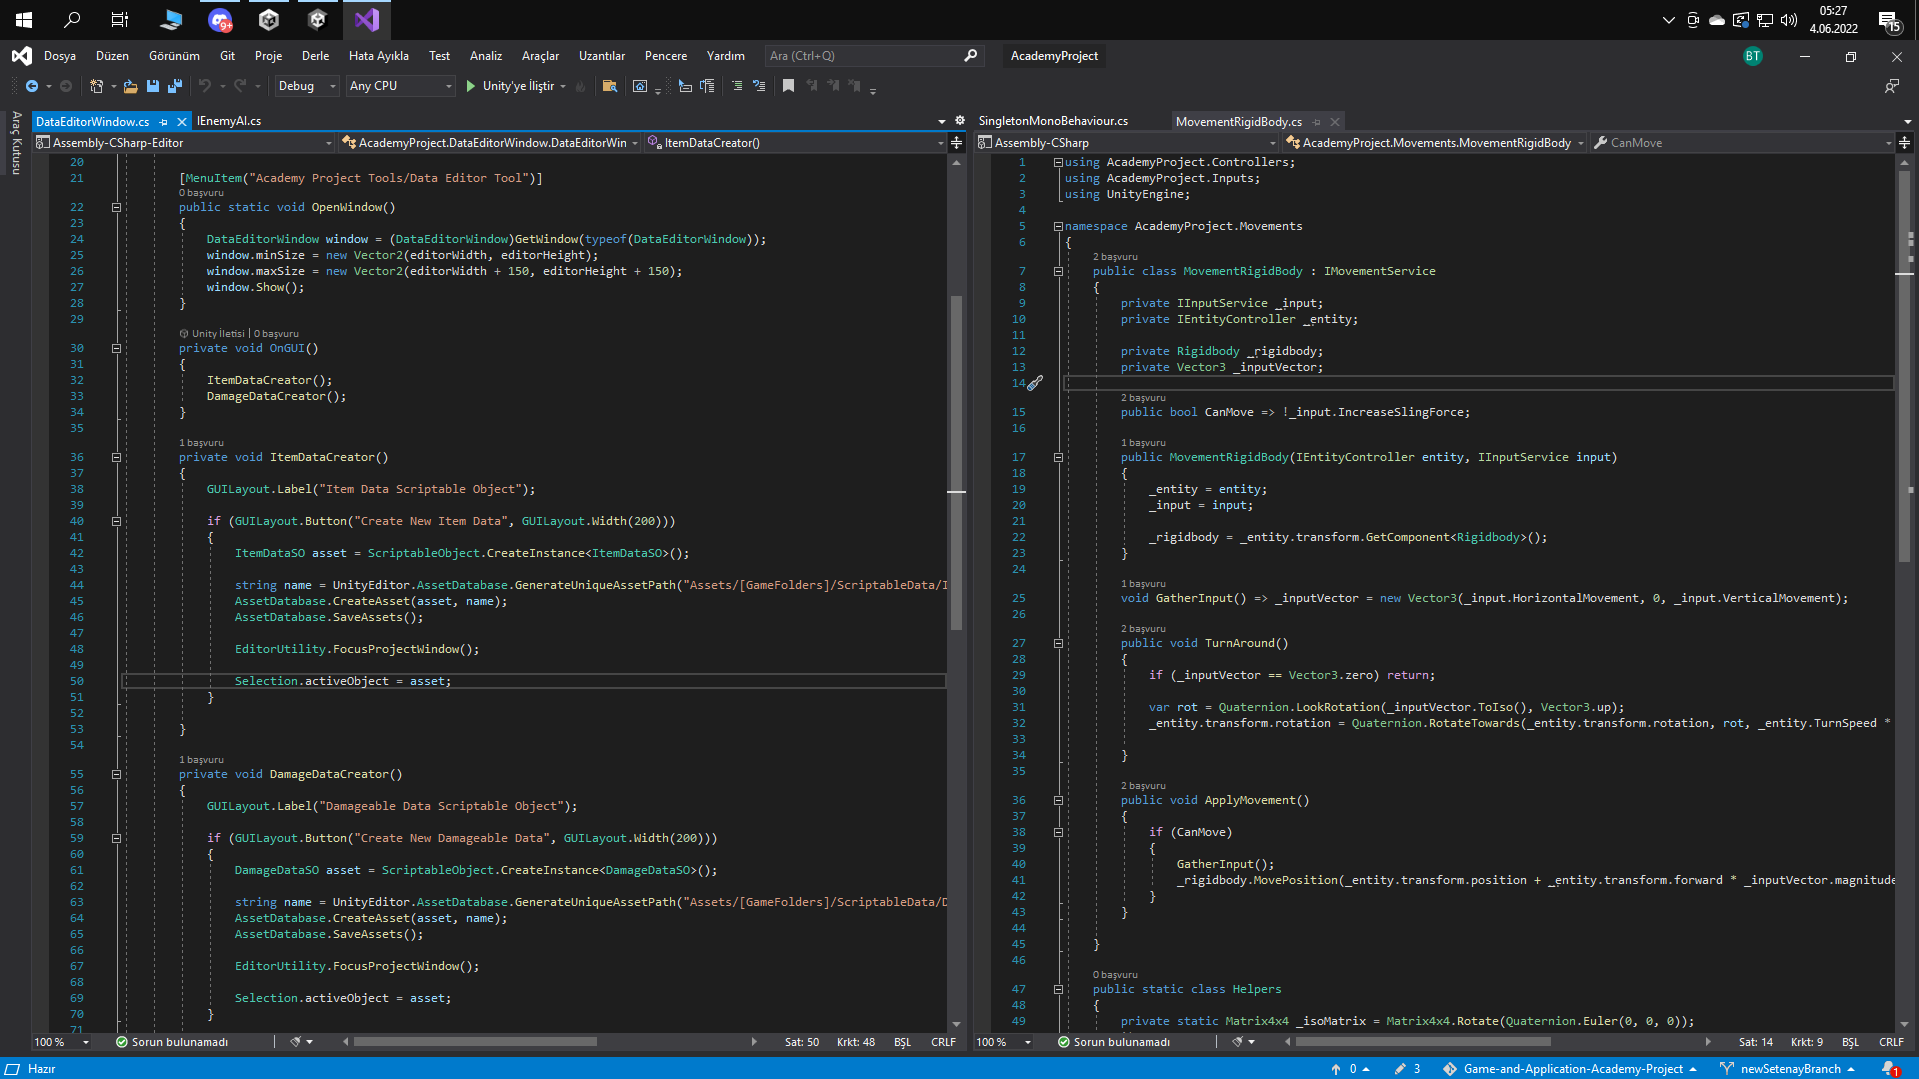 05:27
4.06.2022
15
9+
Dosya Düzen Görünüm Git Proje Derle Hata Ayıkla Test Analiz Araçlar Uzantılar Pencere Yardım Ara (Ctrl+Q) AcademyProject BT
Debug Any CPU Unity'ye İliştir
Araç Kutusu
DataEditorWindow.cs IEnemyAI.cs
Assembly-CSharp-Editor AcademyProject.DataEditorWindow.DataEditorWin ItemDataCreator()
20
21 [MenuItem("Academy Project Tools/Data Editor Tool")]
0 başvuru
22 public static void OpenWindow()
23 {
24 DataEditorWindow window = (DataEditorWindow)GetWindow(typeof(DataEditorWindow));
25 window.minSize = new Vector2(editorWidth, editorHeight);
26 window.maxSize = new Vector2(editorWidth + 150, editorHeight + 150);
27 window.Show();
28 }
29
Unity İletisi | 0 başvuru
30 private void OnGUI()
31 {
32 ItemDataCreator();
33 DamageDataCreator();
34 }
35
1 başvuru
36 private void ItemDataCreator()
37 {
38 GUILayout.Label("Item Data Scriptable Object");
39
40 if (GUILayout.Button("Create New Item Data", GUILayout.Width(200)))
41 {
42 ItemDataSO asset = ScriptableObject.CreateInstance<ItemDataSO>();
43
44 string name = UnityEditor.AssetDatabase.GenerateUniqueAssetPath("Assets/[GameFolders]/ScriptableData/I
45 AssetDatabase.CreateAsset(asset, name);
46 AssetDatabase.SaveAssets();
47
48 EditorUtility.FocusProjectWindow();
49
50 Selection.activeObject = asset;
51 }
52
53 }
54
1 başvuru
55 private void DamageDataCreator()
56 {
57 GUILayout.Label("Damageable Data Scriptable Object");
58
59 if (GUILayout.Button("Create New Damageable Data", GUILayout.Width(200)))
60 {
61 DamageDataSO asset = ScriptableObject.CreateInstance<DamageDataSO>();
62
63 string name = UnityEditor.AssetDatabase.GenerateUniqueAssetPath("Assets/[GameFolders]/ScriptableData/D
64 AssetDatabase.CreateAsset(asset, name);
65 AssetDatabase.SaveAssets();
66
67 EditorUtility.FocusProjectWindow();
68
69 Selection.activeObject = asset;
70 }
71
100 % Sorun bulunamadı Sat: 50 Krkt: 48 BŞL CRLF
SingletonMonoBehaviour.cs MovementRigidBody.cs
Assembly-CSharp AcademyProject.Movements.MovementRigidBody CanMove
1 using AcademyProject.Controllers;
2 using AcademyProject.Inputs;
3 using UnityEngine;
4
5 namespace AcademyProject.Movements
6 {
2 başvuru
7 public class MovementRigidBody : IMovementService
8 {
9 private IInputService _input;
10 private IEntityController _entity;
11
12 private Rigidbody _rigidbody;
13 private Vector3 _inputVector;
14
2 başvuru
15 public bool CanMove => !_input.IncreaseSlingForce;
16
1 başvuru
17 public MovementRigidBody(IEntityController entity, IInputService input)
18 {
19 _entity = entity;
20 _input = input;
21
22 _rigidbody = _entity.transform.GetComponent<Rigidbody>();
23 }
24
1 başvuru
25 void GatherInput() => _inputVector = new Vector3(_input.HorizontalMovement, 0, _input.VerticalMovement);
26
2 başvuru
27 public void TurnAround()
28 {
29 if (_inputVector == Vector3.zero) return;
30
31 var rot = Quaternion.LookRotation(_inputVector.ToIso(), Vector3.up);
32 _entity.transform.rotation = Quaternion.RotateTowards(_entity.transform.rotation, rot, _entity.TurnSpeed *
33
34 }
35
2 başvuru
36 public void ApplyMovement()
37 {
38 if (CanMove)
39 {
40 GatherInput();
41 _rigidbody.MovePosition(_entity.transform.position + _entity.transform.forward * _inputVector.magnitude
42 }
43 }
44
45 }
46
0 başvuru
47 public static class Helpers
48 {
49 private static Matrix4x4 _isoMatrix = Matrix4x4.Rotate(Quaternion.Euler(0, 0, 0));
100 % Sorun bulunamadı Sat: 14 Krkt: 9 BŞL CRLF
Hazır 0 3 Game-and-Application-Academy-Project newSetenayBranch 1